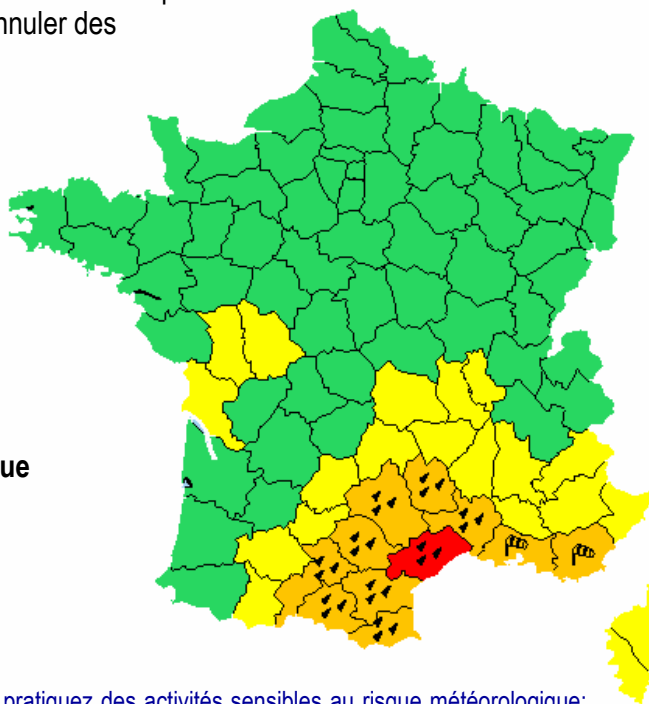 nnuler des
ue
pratiquez des activités sensibles au risque météorologique;